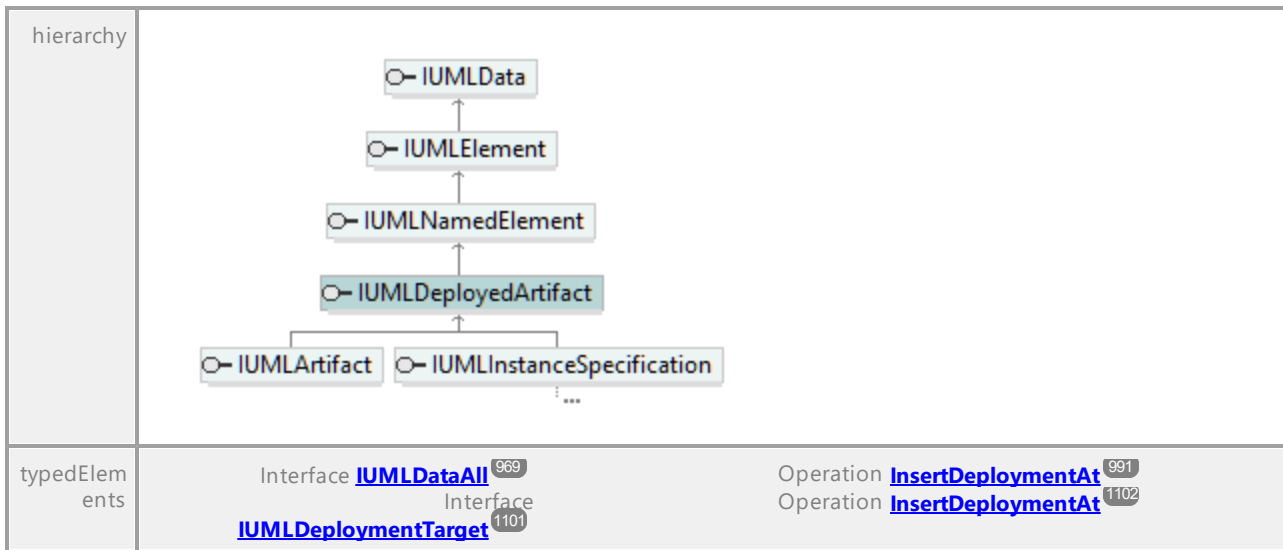 hierarchy
IUMLData
IUMLElement
IUMLNamedElement
IUMLDeployedArtifact
IUMLArtifact IUMLInstanceSpecification
...
typedElem
ents
Interface IUMLDataAll 969 Operation InsertDeploymentAt 991
Interface Operation InsertDeploymentAt 1102
IUMLDeploymentTarget 1101